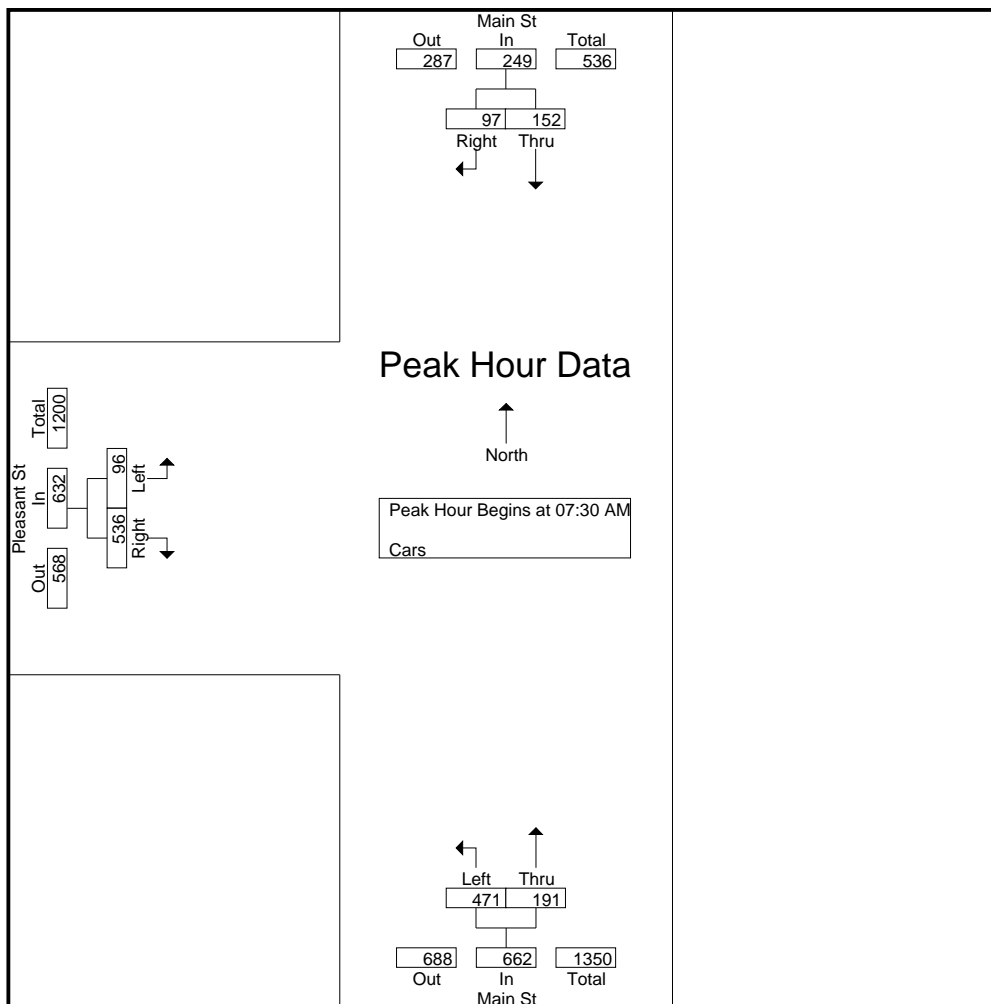 Main St
Out In Total
287 249 536
97 152
Right Thru
Peak Hour Data
North
Peak Hour Begins at 07:30 AM
Cars
Pleasant St
Out In Total
568 632 1200
Right Left
536 96
Left Thru
471 191
688 662 1350
Out In Total
Main St